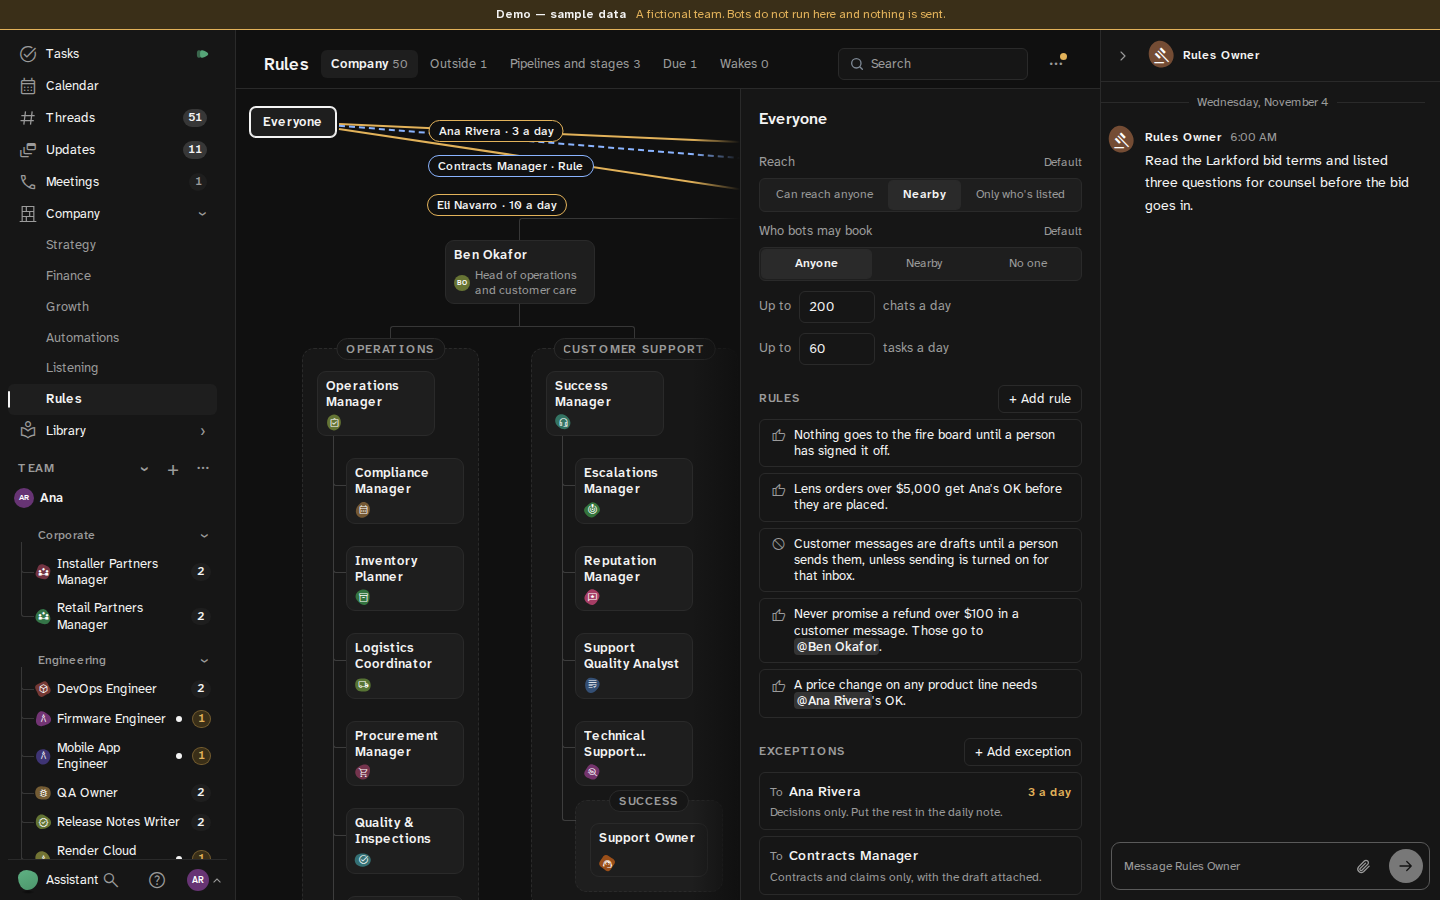 Demo — sample data A fictional team. Bots do not run here and nothing is sent.
Tasks
Calendar
Threads 51
Updates 11
Meetings 1
Company
Strategy
Finance
Growth
Automations
Listening
Rules
Library
TEAM
AR Ana
Corporate
Installer Partners
Manager
2
Retail Partners
Manager
2
Engineering
DevOps Engineer 2
Firmware Engineer 1
Mobile App
Engineer
1
QA Owner 2
Release Notes Writer 2
Render Cloud
1
Assistant
AR
Rules
Company 50
Outside 1
Pipelines and stages 3
Due 1
Wakes 0
Search
Everyone
Ana Rivera · 3 a day
Contracts Manager · Rule
Eli Navarro · 10 a day
Ben Okafor
BO
Head of operations
and customer care
OPERATIONS
Operations
Manager
Compliance
Manager
Inventory
Planner
Logistics
Coordinator
Procurement
Manager
Quality &
Inspections
CUSTOMER SUPPORT
Success
Manager
Escalations
Manager
Reputation
Manager
Support
Quality Analyst
Technical
Support...
SUCCESS
Support Owner
Everyone
Reach Default
Can reach anyone Nearby Only who's listed
Who bots may book Default
Anyone Nearby No one
Up to 200 chats a day
Up to 60 tasks a day
RULES + Add rule
Nothing goes to the fire board until a person
has signed it off.
Lens orders over $5,000 get Ana's OK before
they are placed.
Customer messages are drafts until a person
sends them, unless sending is turned on for
that inbox.
Never promise a refund over $100 in a
customer message. Those go to
@Ben Okafor.
A price change on any product line needs
@Ana Rivera's OK.
EXCEPTIONS + Add exception
To Ana Rivera 3 a day
Decisions only. Put the rest in the daily note.
To Contracts Manager
Contracts and claims only, with the draft attached.
Rules Owner
Wednesday, November 4
Rules Owner 6:00 AM
Read the Larkford bid terms and listed
three questions for counsel before the bid
goes in.
Message Rules Owner